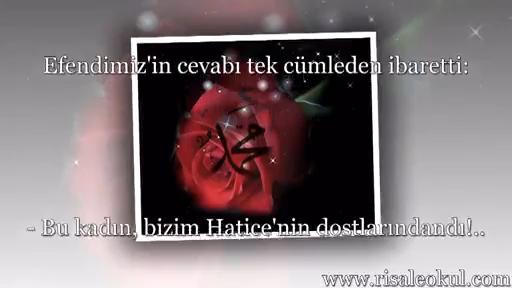 Efendimiz'in cevabı tek cümleden ibaretti:
محمد
- Bu kadın, bizim Hatice'nin dostlarındandı!..
www.risaleokul.com